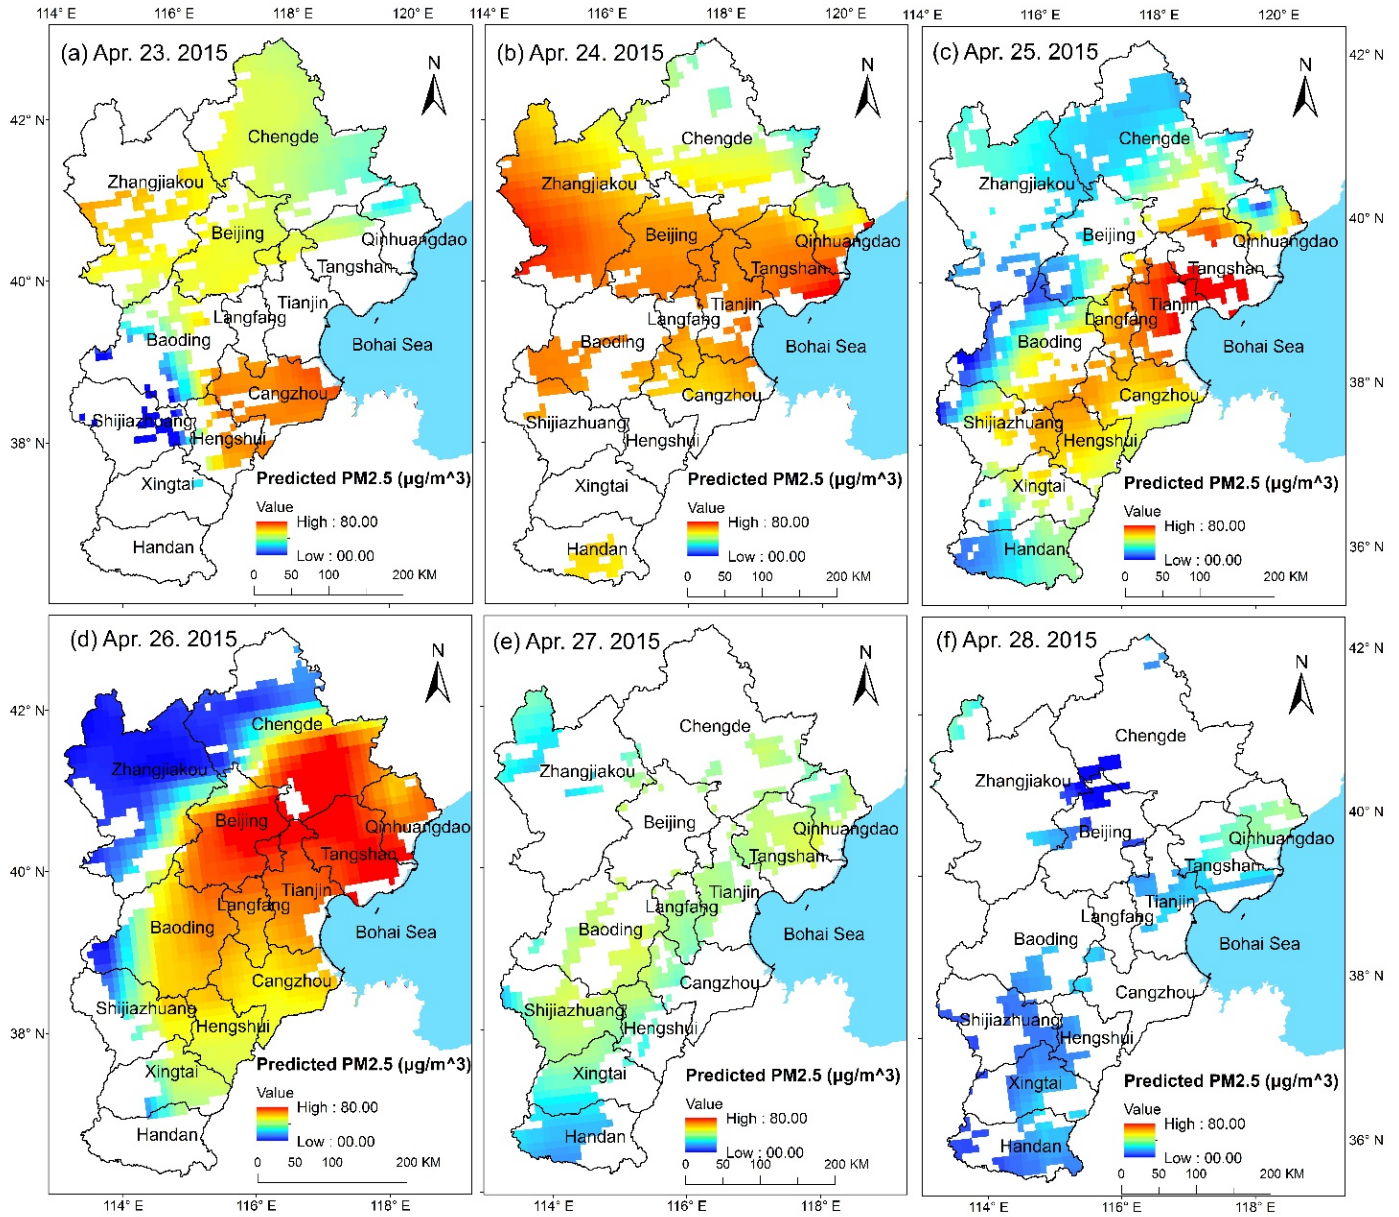 114° E 116° E 118° E 120° E 114° E 116° E 118° E 120° E
(a) Apr. 23. 2015
N
42° N
40° N
38° N
Chengde
Zhangjiakou
Beijing
Qinhuangdao
Tangshan
Tianjin
Langfang
Baoding
Bohai Sea
Cangzhou
Shijiazhuang
Hengshui
Xingtai
Handan
Predicted PM2.5 (µg/m^3)
Value
High : 80.00
Low : 00.00
0 50 100 200 KM
(b) Apr. 24. 2015
N
Chengde
Zhangjiakou
Beijing
Qinhuangdao
Tangshan
Tianjin
Langfang
Baoding
Bohai Sea
Cangzhou
Shijiazhuang
Hengshui
Xingtai
Handan
Predicted PM2.5 (µg/m^3)
Value
High : 80.00
Low : 00.00
0 50 100 200 KM
(c) Apr. 25. 2015
N
42° N
40° N
38° N
36° N
Chengde
Zhangjiakou
Beijing
Qinhuangdao
Tangshan
Tianjin
Langfang
Baoding
Bohai Sea
Cangzhou
Shijiazhuang
Hengshui
Xingtai
Handan
Predicted PM2.5 (µg/m^3)
Value
High : 80.00
Low : 00.00
0 50 100 200 KM
(d) Apr. 26. 2015
N
42° N
40° N
38° N
Chengde
Zhangjiakou
Beijing
Qinhuangdao
Tangshan
Tianjin
Langfang
Baoding
Bohai Sea
Cangzhou
Shijiazhuang
Hengshui
Xingtai
Handan
Predicted PM2.5 (µg/m^3)
Value
High : 80.00
Low : 00.00
0 50 100 200 KM
(e) Apr. 27. 2015
N
Chengde
Zhangjiakou
Beijing
Qinhuangdao
Tangshan
Tianjin
Langfang
Baoding
Bohai Sea
Cangzhou
Shijiazhuang
Hengshui
Xingtai
Handan
Predicted PM2.5 (µg/m^3)
Value
High : 80.00
Low : 00.00
0 50 100 200 KM
(f) Apr. 28. 2015
N
42° N
40° N
38° N
36° N
Chengde
Zhangjiakou
Beijing
Qinhuangdao
Tangshan
Tianjin
Langfang
Baoding
Bohai Sea
Cangzhou
Shijiazhuang
Hengshui
Xingtai
Handan
Predicted PM2.5 (µg/m^3)
Value
High : 80.00
Low : 00.00
0 50 100 200 KM
114° E 116° E 118° E 114° E 116° E 118° E 114° E 116° E 118° E